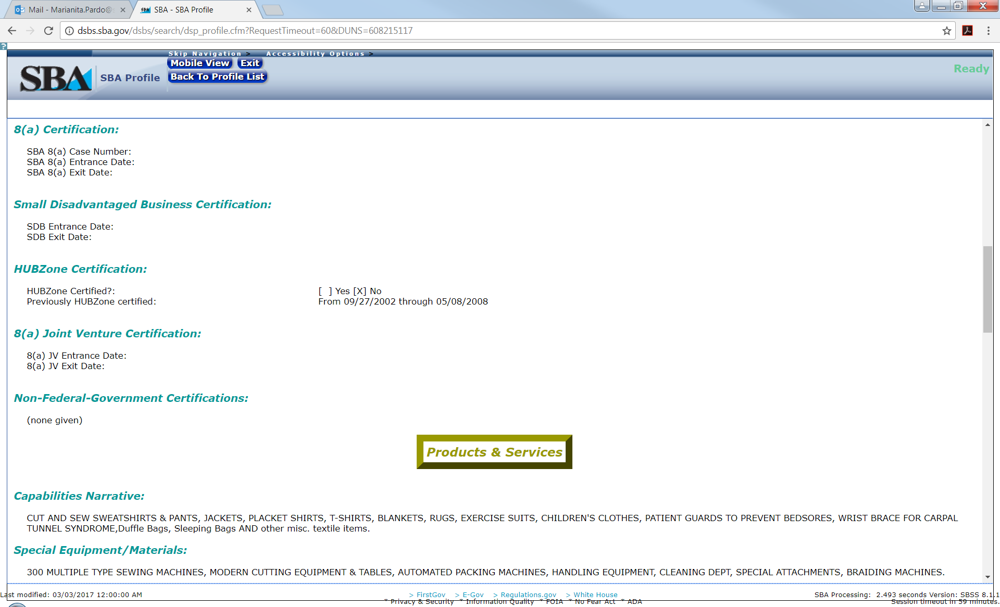 Mail - Marianita.Pardo@s
SBA - SBA Profile
dsbs.sba.gov/dsbs/search/dsp_profile.cfm?RequestTimeout=60&DUNS=608215117
?
Skip Navigation > Accessibility Options >
Mobile View Exit
Ready
SBA SBA Profile
Back To Profile List
8(a) Certification:
SBA 8(a) Case Number:
SBA 8(a) Entrance Date:
SBA 8(a) Exit Date:
Small Disadvantaged Business Certification:
SDB Entrance Date:
SDB Exit Date:
HUBZone Certification:
HUBZone Certified?: [ ] Yes [X] No
Previously HUBZone certified: From 09/27/2002 through 05/08/2008
8(a) Joint Venture Certification:
8(a) JV Entrance Date:
8(a) JV Exit Date:
Non-Federal-Government Certifications:
(none given)
Products & Services
Capabilities Narrative:
CUT AND SEW SWEATSHIRTS & PANTS, JACKETS, PLACKET SHIRTS, T-SHIRTS, BLANKETS, RUGS, EXERCISE SUITS, CHILDREN'S CLOTHES, PATIENT GUARDS TO PREVENT BEDSORES, WRIST BRACE FOR CARPAL
TUNNEL SYNDROME,Duffle Bags, Sleeping Bags AND other misc. textile items.
Special Equipment/Materials:
300 MULTIPLE TYPE SEWING MACHINES, MODERN CUTTING EQUIPMENT & TABLES, AUTOMATED PACKING MACHINES, HANDLING EQUIPMENT, CLEANING DEPT, SPECIAL ATTACHMENTS, BRAIDING MACHINES.
Last modified: 03/03/2017 12:00:00 AM > FirstGov > E-Gov > Regulations.gov > White House SBA Processing: 2.493 seconds Version: SBSS 8.1.1
* Privacy & Security * Information Quality * FOIA * No Fear Act * ADA Session timeout in 59 minutes.